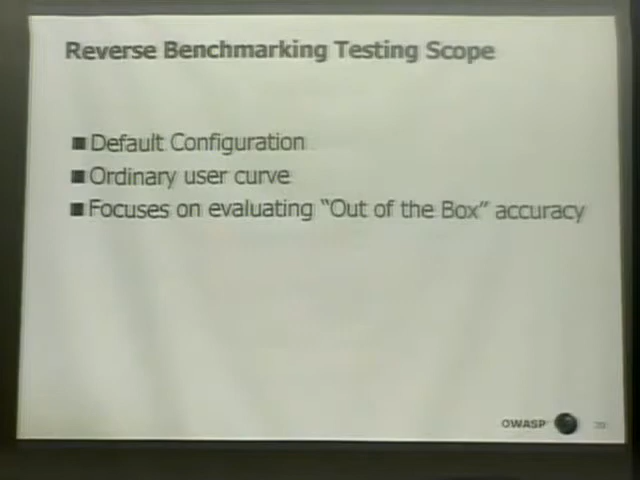 Reverse Benchmarking Testing Scope
Default Configuration
Ordinary user curve
Focuses on evaluating "Out of the Box" accuracy
OWASP